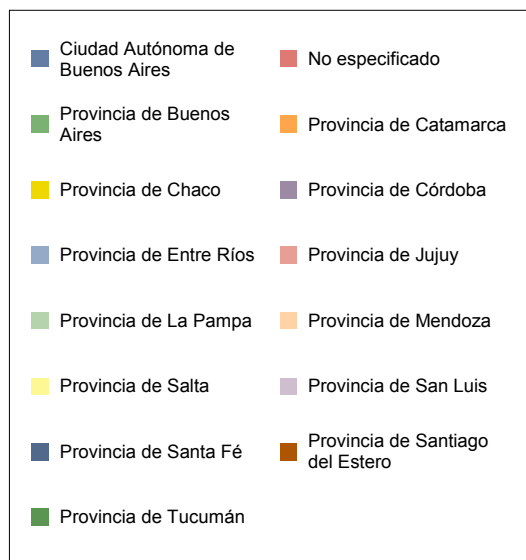 Ciudad Autónoma de
Buenos Aires
No especificado
Provincia de Buenos
Aires
Provincia de Catamarca
Provincia de Chaco
Provincia de Córdoba
Provincia de Entre Ríos
Provincia de Jujuy
Provincia de La Pampa
Provincia de Mendoza
Provincia de Salta
Provincia de San Luis
Provincia de Santa Fé
Provincia de Santiago
del Estero
Provincia de Tucumán